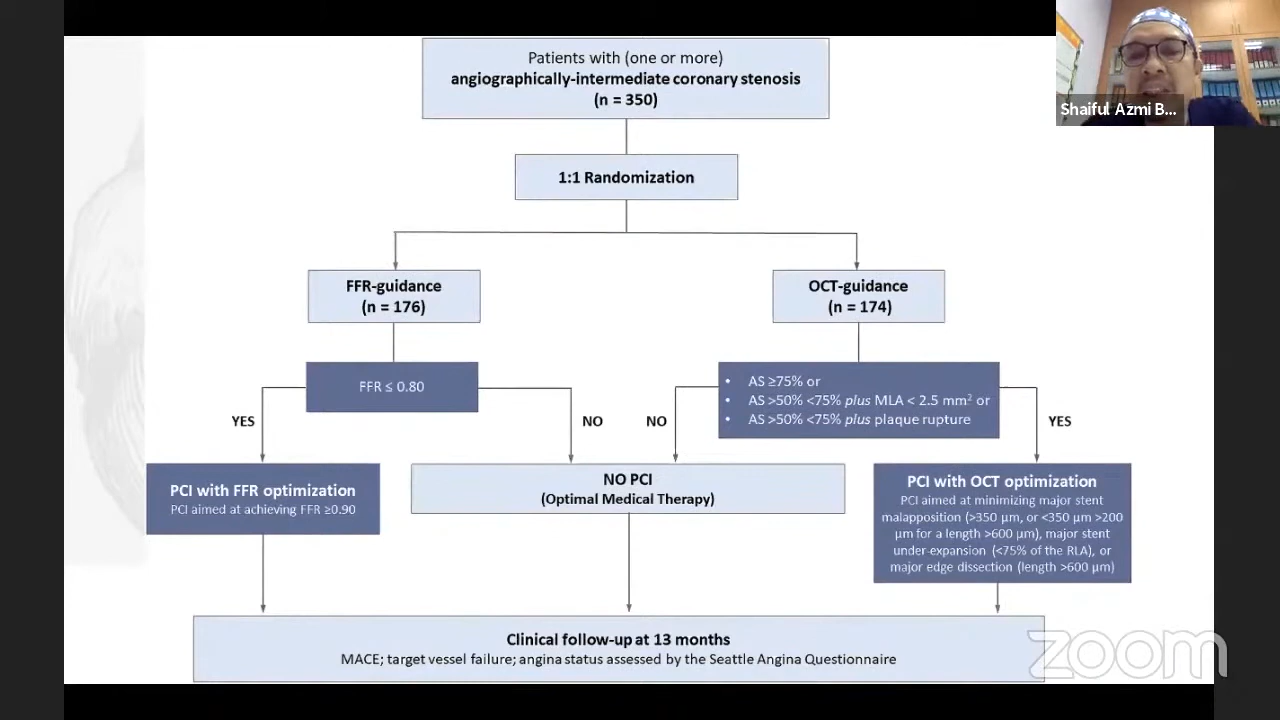 Patients with (one or more)
angiographically-intermediate coronary stenosis
(n = 350)
Shaiful Azmi B...
1:1 Randomization
FFR-guidance
(n = 176)
OCT-guidance
(n = 174)
FFR ≤ 0.80
• AS ≥75% or
• AS >50% <75% plus MLA < 2.5 mm² or
• AS >50% <75% plus plaque rupture
YES
NO
NO
YES
PCI with FFR optimization
PCI aimed at achieving FFR ≥0.90
NO PCI
(Optimal Medical Therapy)
PCI with OCT optimization
PCI aimed at minimizing major stent
malapposition (>350 µm, or <350 µm >200
µm for a length >600 µm), major stent
under-expansion (<75% of the RLA), or
major edge dissection (length >600 µm)
Clinical follow-up at 13 months
MACE; target vessel failure; angina status assessed by the Seattle Angina Questionnaire
zoom